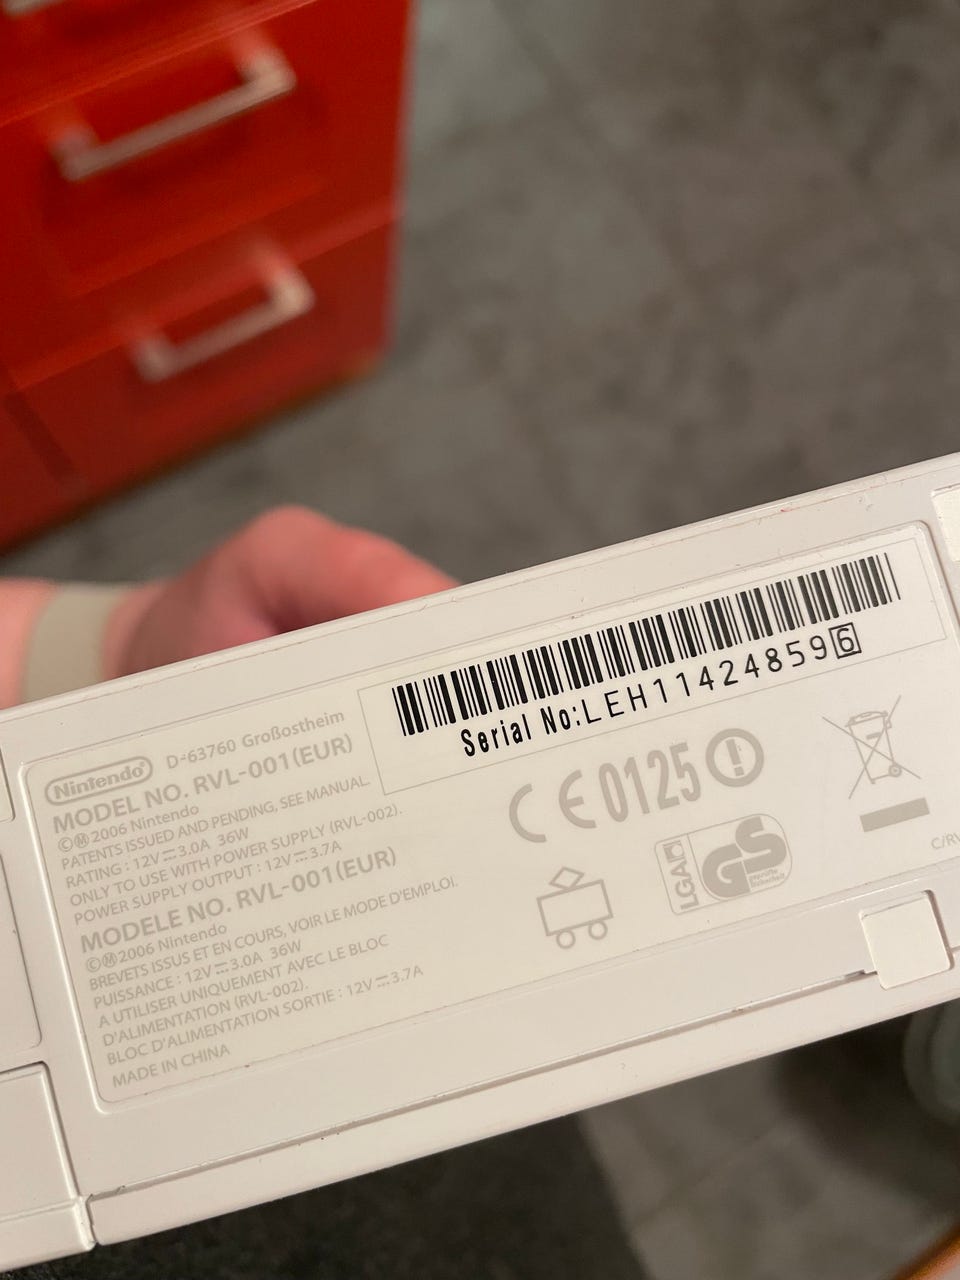 Serial No:LEH114248596
Nintendo® D-63760 Großostheim
MODEL NO. RVL-001(EUR)
©Ⓜ2006 Nintendo
PATENTS ISSUED AND PENDING, SEE MANUAL
RATING : 12V⎓3.0A 36W
ONLY TO USE WITH POWER SUPPLY (RVL-002).
POWER SUPPLY OUTPUT : 12V⎓3.7A
MODELE NO. RVL-001(EUR)
©Ⓜ2006 Nintendo
BREVETS ISSUS ET EN COURS, VOIR LE MODE D'EMPLOI.
PUISSANCE : 12V⎓3.0A 36W
A UTILISER UNIQUEMENT AVEC LE BLOC
D'ALIMENTATION (RVL-002).
BLOC D'ALIMENTATION SORTIE : 12V⎓3.7A
MADE IN CHINA
CE0125
LGA
GS
geprüfte
Sicherheit
C/RV